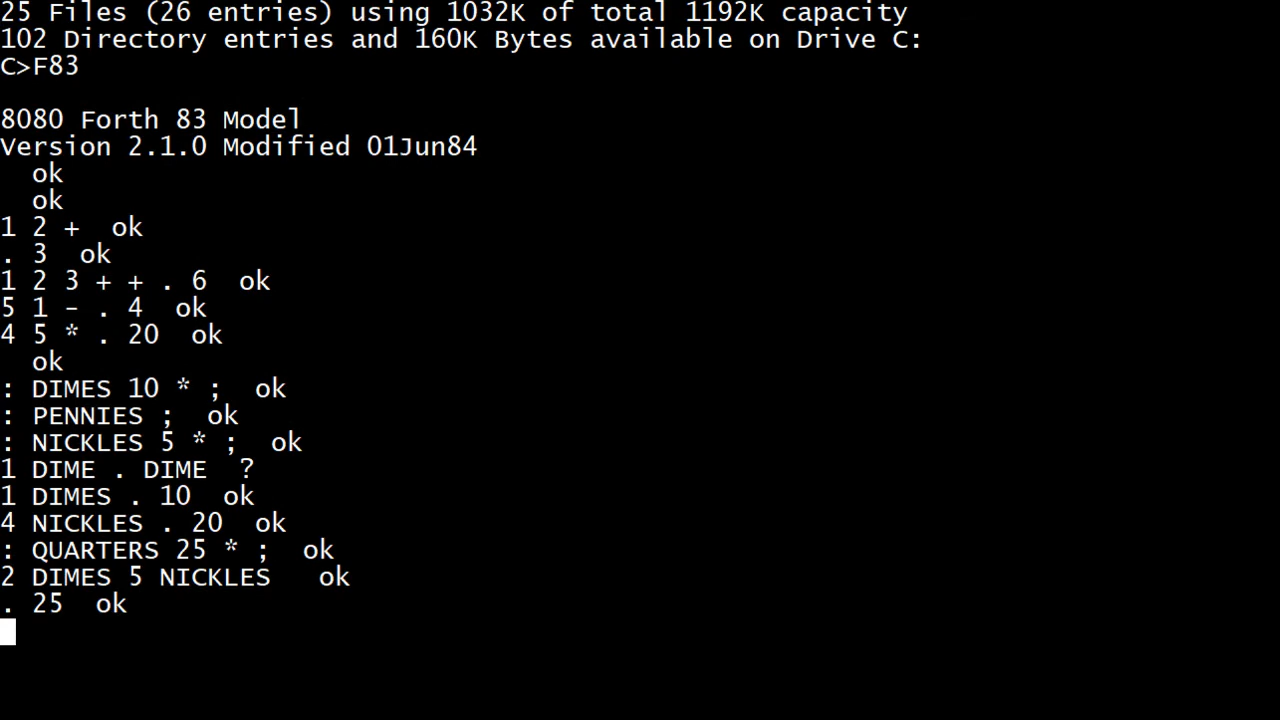 25 Files (26 entries) using 1032K of total 1192K capacity
102 Directory entries and 160K Bytes available on Drive C:
C>F83
8080 Forth 83 Model
Version 2.1.0 Modified 01Jun84
ok
ok
1 2 +  ok
. 3  ok
1 2 3 + + . 6  ok
5 1 - . 4  ok
4 5 * . 20  ok
ok
: DIMES 10 * ;  ok
: PENNIES ;  ok
: NICKLES 5 * ;  ok
1 DIME . DIME  ?
1 DIMES . 10  ok
4 NICKLES . 20  ok
: QUARTERS 25 * ;  ok
2 DIMES 5 NICKLES   ok
. 25  ok